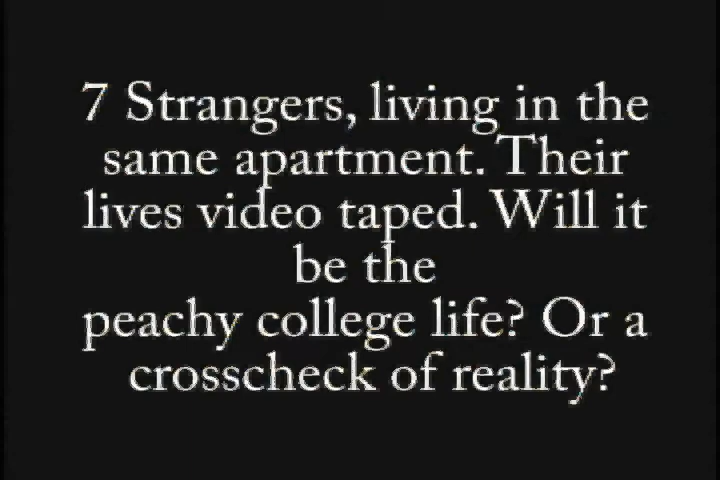 7 Strangers, living in the
same apartment. Their
lives video taped. Will it
be the
peachy college life? Or a
crosscheck of reality?